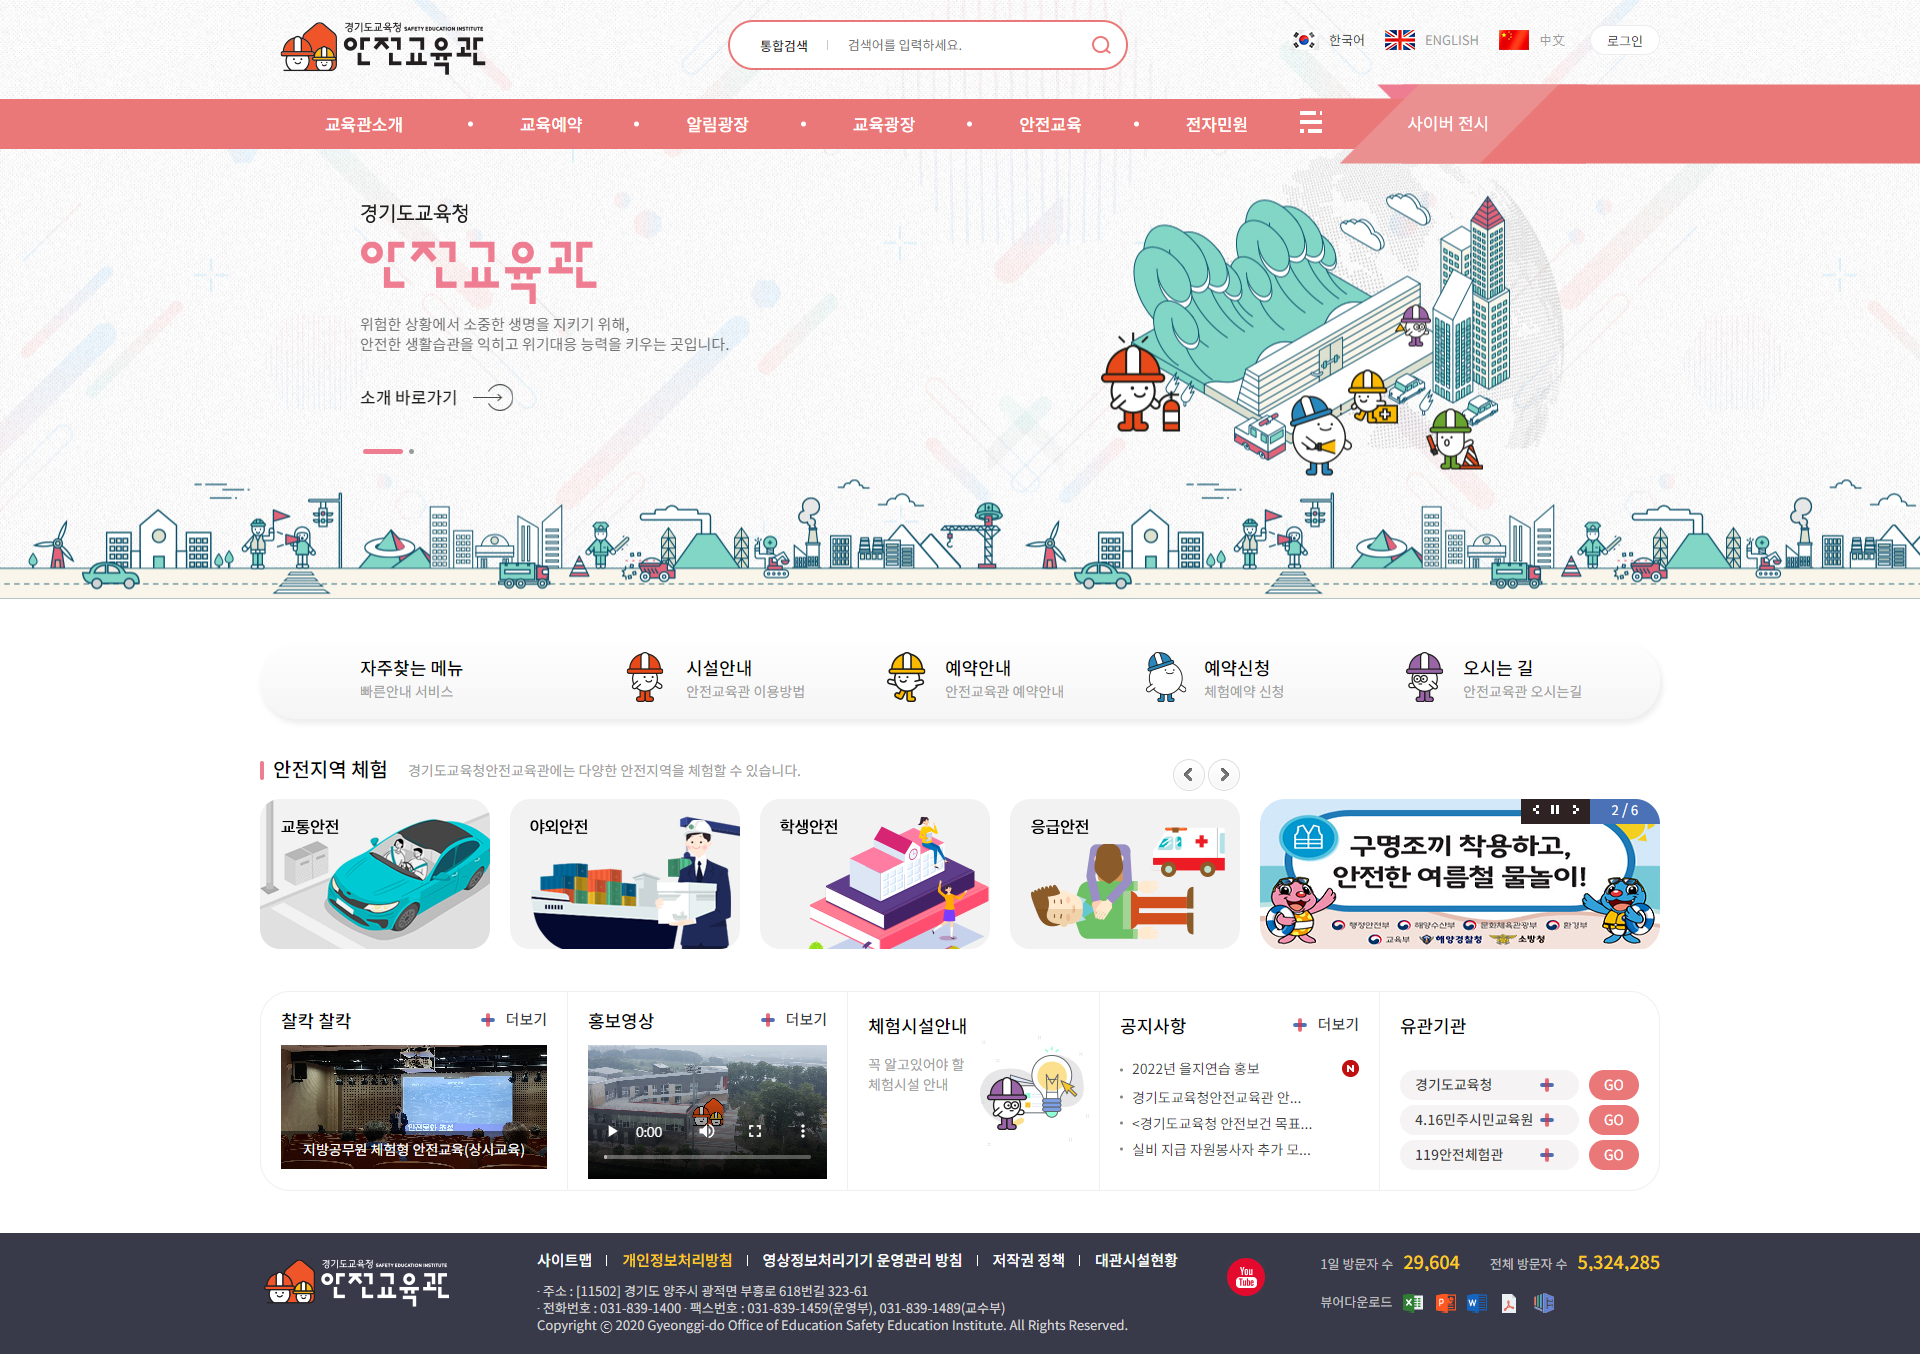 경기도교육청 SAFETY EDUCATION INSTITUTE
안전교육관
통합검색
검색어를 입력하세요.
한국어
ENGLISH
中文
로그인
교육관소개
교육예약
알림광장
교육광장
안전교육
전자민원
사이버 전시
경기도교육청
안전교육관
위험한 상황에서 소중한 생명을 지키기 위해,
안전한 생활습관을 익히고 위기대응 능력을 키우는 곳입니다.
소개 바로가기
자주찾는 메뉴
빠른안내 서비스
시설안내
안전교육관 이용방법
예약안내
안전교육관 예약안내
예약신청
체험예약 신청
오시는 길
안전교육관 오시는길
안전지역 체험
경기도교육청안전교육관에는 다양한 안전지역을 체험할 수 있습니다.
교통안전
야외안전
학생안전
응급안전
2 / 6
구명조끼 착용하고,
안전한 여름철 물놀이!
행정안전부 해양수산부 문화체육관광부 환경부
교육부 해양경찰청 소방청
찰칵 찰칵
더보기
지방공무원 체험형 안전교육(상시교육)
홍보영상
더보기
0:00
체험시설안내
꼭 알고있어야 할
체험시설 안내
공지사항
더보기
2022년 을지연습 홍보
N
경기도교육청안전교육관 안...
<경기도교육청 안전보건 목표...
실비 지급 자원봉사자 추가 모...
유관기관
경기도교육청
GO
4.16민주시민교육원
GO
119안전체험관
GO
경기도교육청 SAFETY EDUCATION INSTITUTE
안전교육관
사이트맵
개인정보처리방침
영상정보처리기기 운영관리 방침
저작권 정책
대관시설현황
· 주소 : [11502] 경기도 양주시 광적면 부흥로 618번길 323-61
· 전화번호 : 031-839-1400 · 팩스번호 : 031-839-1459(운영부), 031-839-1489(교수부)
Copyright ⓒ 2020 Gyeonggi-do Office of Education Safety Education Institute. All Rights Reserved.
You Tube
1일 방문자 수 29,604
전체 방문자 수 5,324,285
뷰어다운로드